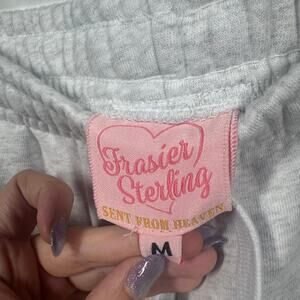 Frasier
Sterling
SENT FROM HEAVEN
M